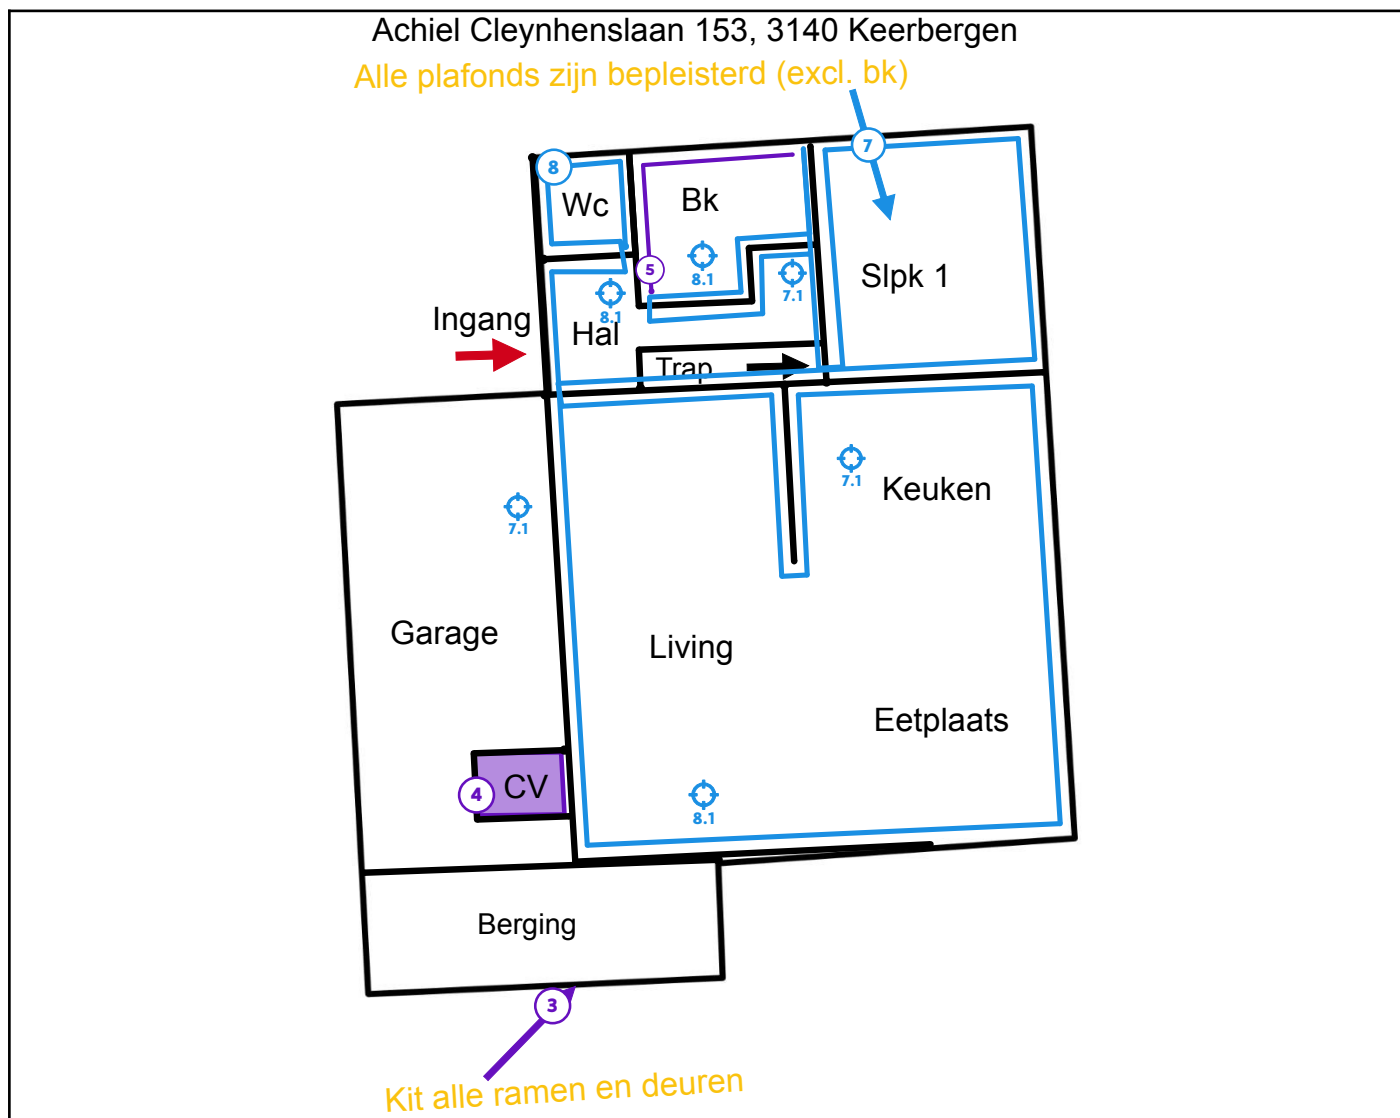 Achiel Cleynhenslaan 153, 3140 Keerbergen
Alle plafonds zijn bepleisterd (excl. bk)
7
8
Wc
Bk
5
8.1
7.1
8.1
Slpk 1
Ingang
Hal
Trap
7.1
Keuken
7.1
Garage
Living
Eetplaats
4
CV
8.1
Berging
3
Kit alle ramen en deuren